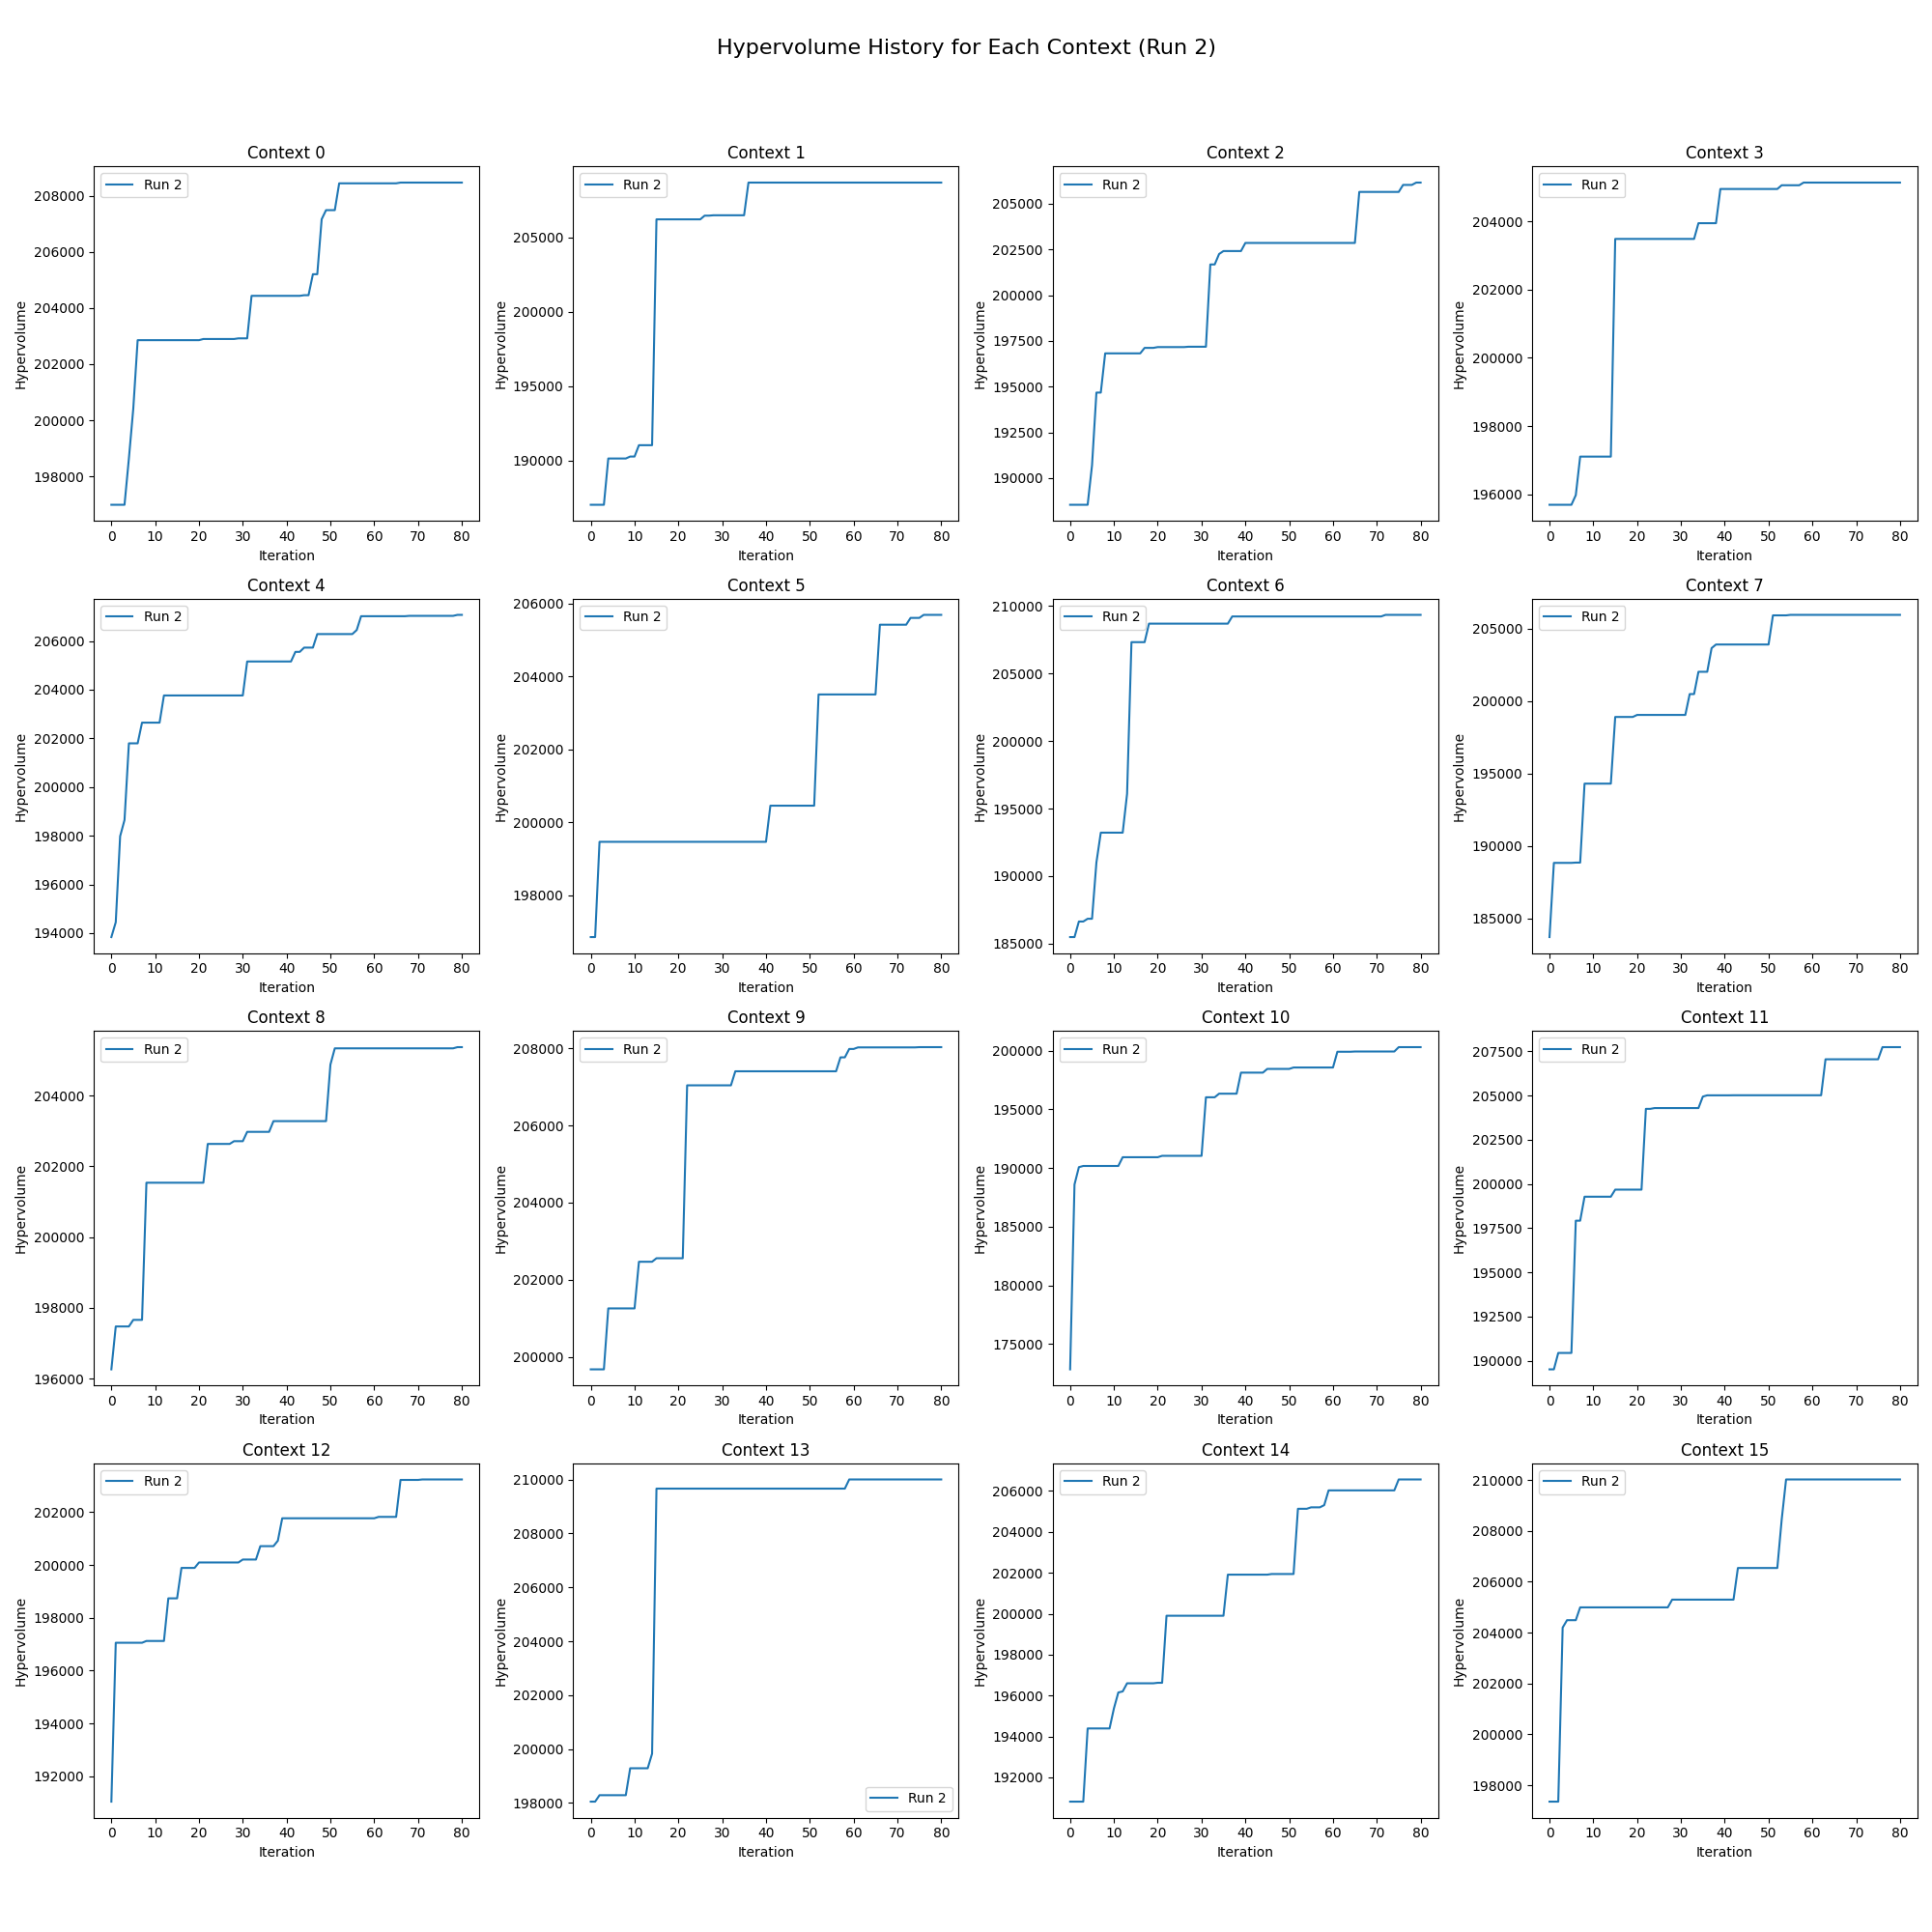 Hypervolume History for Each Context (Run 2)
Context 0
Run 2
208000
206000
204000
202000
200000
198000
Hypervolume
0 10 20 30 40 50 60 70 80
Iteration
Context 1
Run 2
205000
200000
195000
190000
Hypervolume
0 10 20 30 40 50 60 70 80
Iteration
Context 2
Run 2
205000
202500
200000
197500
195000
192500
190000
Hypervolume
0 10 20 30 40 50 60 70 80
Iteration
Context 3
Run 2
204000
202000
200000
198000
196000
Hypervolume
0 10 20 30 40 50 60 70 80
Iteration
Context 4
Run 2
206000
204000
202000
200000
198000
196000
194000
Hypervolume
0 10 20 30 40 50 60 70 80
Iteration
Context 5
Run 2
206000
204000
202000
200000
198000
Hypervolume
0 10 20 30 40 50 60 70 80
Iteration
Context 6
Run 2
210000
205000
200000
195000
190000
185000
Hypervolume
0 10 20 30 40 50 60 70 80
Iteration
Context 7
Run 2
205000
200000
195000
190000
185000
Hypervolume
0 10 20 30 40 50 60 70 80
Iteration
Context 8
Run 2
204000
202000
200000
198000
196000
Hypervolume
0 10 20 30 40 50 60 70 80
Iteration
Context 9
Run 2
208000
206000
204000
202000
200000
Hypervolume
0 10 20 30 40 50 60 70 80
Iteration
Context 10
Run 2
200000
195000
190000
185000
180000
175000
Hypervolume
0 10 20 30 40 50 60 70 80
Iteration
Context 11
Run 2
207500
205000
202500
200000
197500
195000
192500
190000
Hypervolume
0 10 20 30 40 50 60 70 80
Iteration
Context 12
Run 2
202000
200000
198000
196000
194000
192000
Hypervolume
0 10 20 30 40 50 60 70 80
Iteration
Context 13
210000
208000
206000
204000
202000
200000
198000
Run 2
Hypervolume
0 10 20 30 40 50 60 70 80
Iteration
Context 14
Run 2
206000
204000
202000
200000
198000
196000
194000
192000
Hypervolume
0 10 20 30 40 50 60 70 80
Iteration
Context 15
Run 2
210000
208000
206000
204000
202000
200000
198000
Hypervolume
0 10 20 30 40 50 60 70 80
Iteration